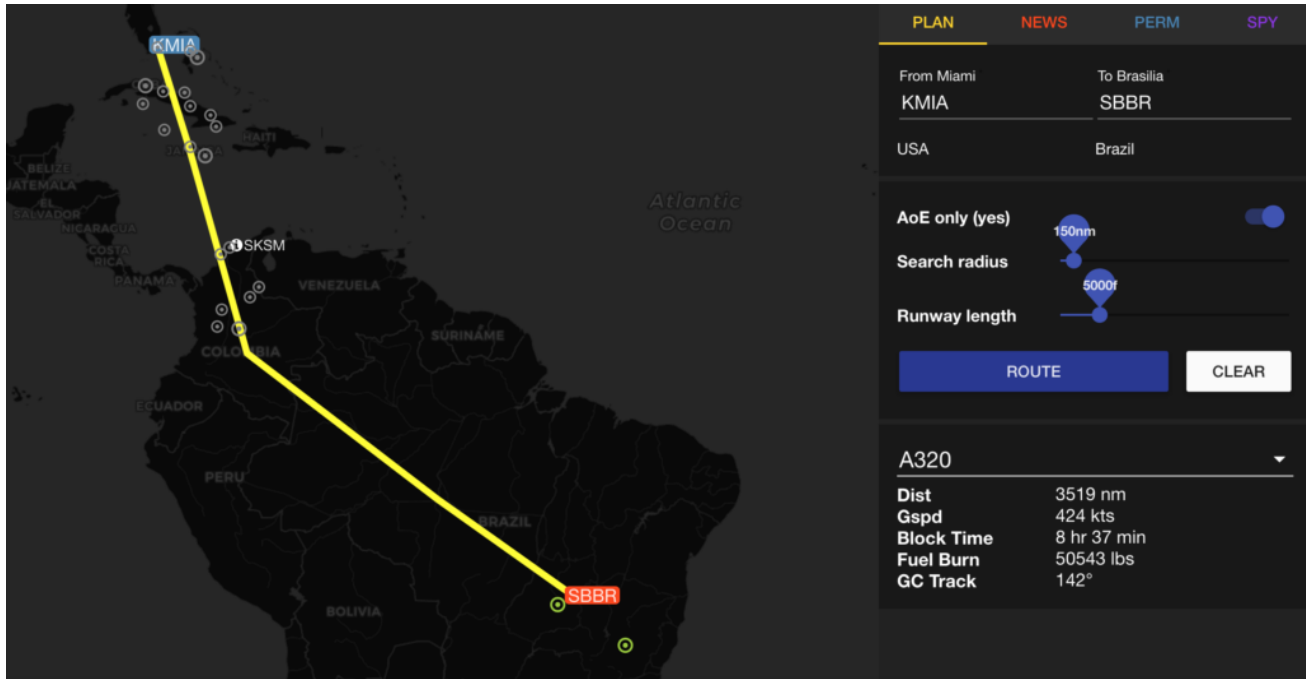 KMIA
HAITI
JAMAICA
BELIZE
UATEMALA
EL
SALVADOR
NICARAGUA
COSTA
RICA
PANAMA
SKSM
VENEZUELA
Atlantic
Ocean
SURINAME
COLOMBIA
ECUADOR
PERU
BRAZIL
SBBR
BOLIVIA
PLAN NEWS PERM SPY
From Miami To Brasilia
KMIA SBBR
USA Brazil
AoE only (yes)
150nm
Search radius
5000f
Runway length
ROUTE CLEAR
A320
Dist 3519 nm
Gspd 424 kts
Block Time 8 hr 37 min
Fuel Burn 50543 lbs
GC Track 142°